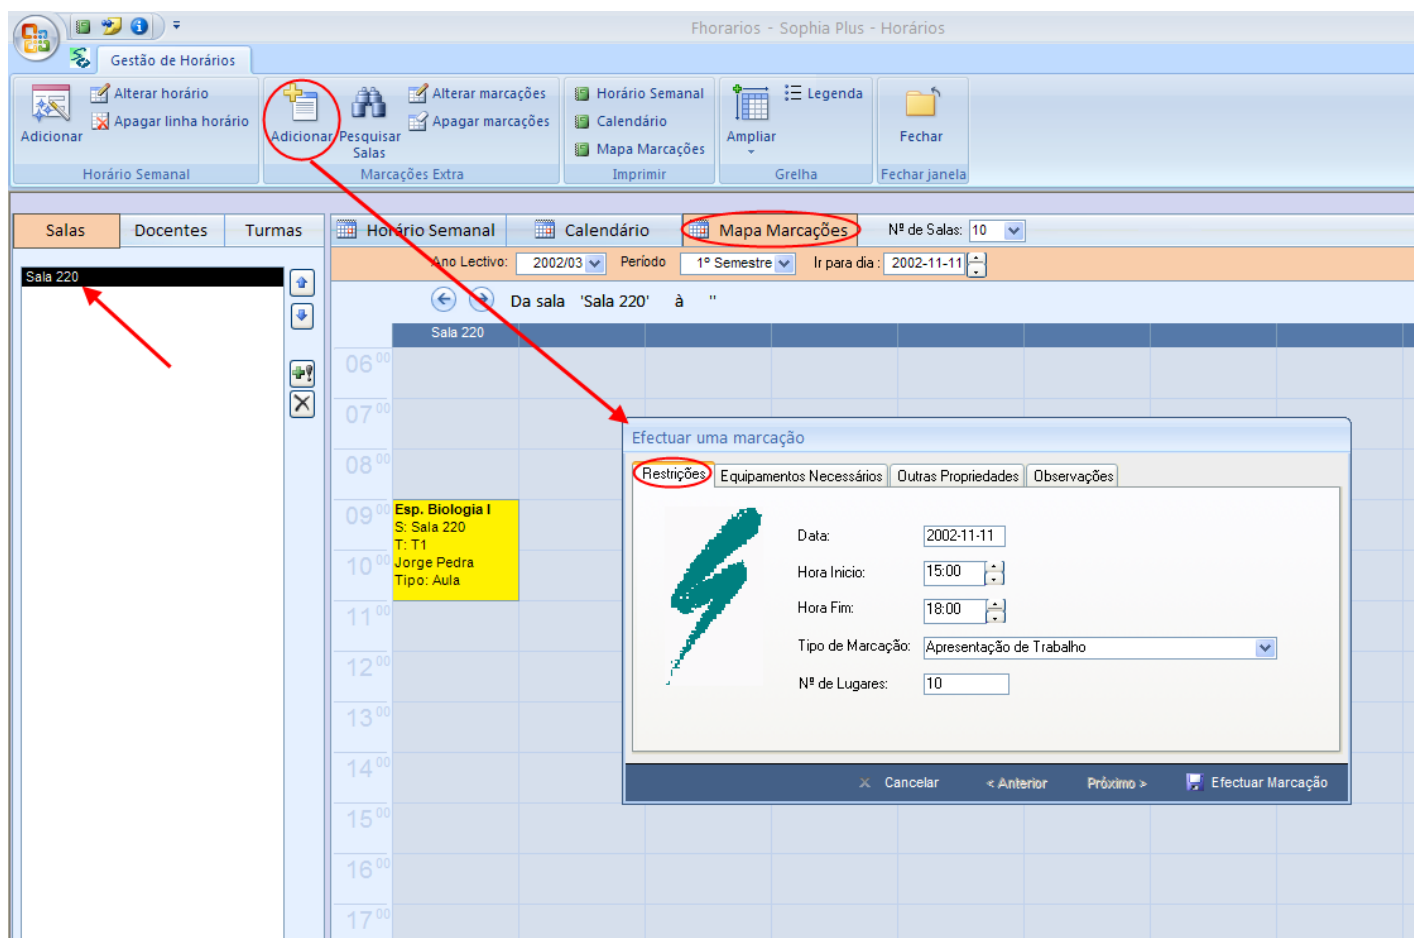 Fhorarios - Sophia Plus - Horários
Gestão de Horários
Adicionar
Alterar horário
Apagar linha horário
Horário Semanal
Adicionar
Pesquisar
Salas
Alterar marcações
Apagar marcações
Marcações Extra
Horário Semanal
Calendário
Mapa Marcações
Imprimir
Ampliar
Legenda
Grelha
Fechar
Fechar janela
Salas Docentes Turmas
Horário Semanal Calendário Mapa Marcações Nª de Salas: 10
Ano Lectivo: 2002/03 Período 1º Semestre Ir para dia : 2002-11-11
Sala 220
Da sala 'Sala 220' à ''
Sala 220
06 00
07 00
08 00
09 00
10 00
11 00
12 00
13 00
14 00
15 00
16 00
17 00
Esp. Biologia I
S: Sala 220
T: T1
Jorge Pedra
Tipo: Aula
Efectuar uma marcação
Restrições Equipamentos Necessários Outras Propriedades Observações
Data: 2002-11-11
Hora Inicio: 15:00
Hora Fim: 18:00
Tipo de Marcação: Apresentação de Trabalho
Nª de Lugares: 10
Cancelar < Anterior Próximo > Efectuar Marcação